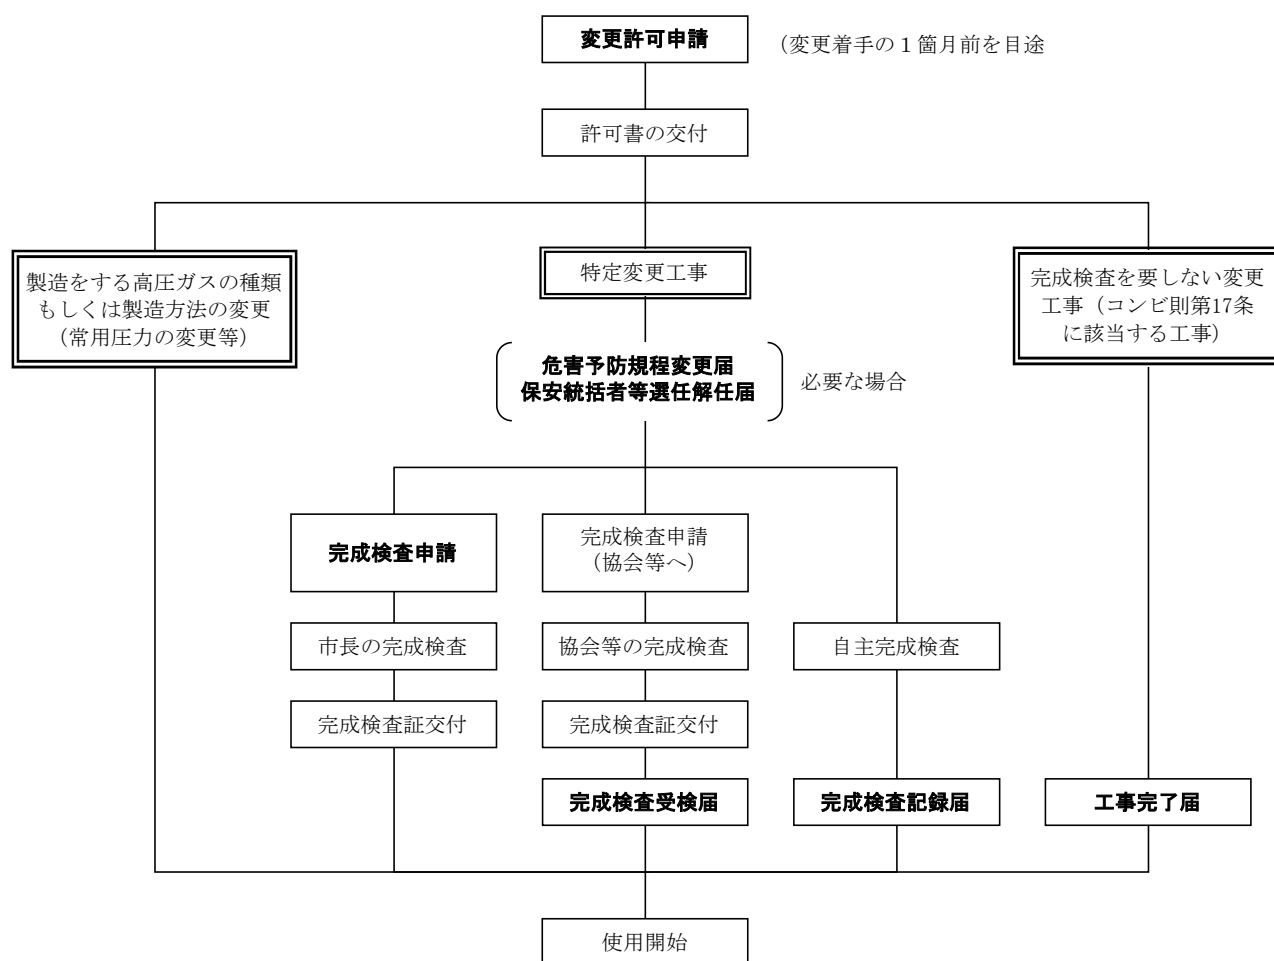 変更許可申請
(変更着手の１箇月前を目途
許可書の交付
製造をする高圧ガスの種類
もしくは製造方法の変更
（常用圧力の変更等）
特定変更工事
完成検査を要しない変更
工事（コンビ則第17条
に該当する工事）
危害予防規程変更届
保安統括者等選任解任届
必要な場合
完成検査申請
完成検査申請
（協会等へ）
市長の完成検査
協会等の完成検査
自主完成検査
完成検査証交付
完成検査証交付
完成検査受検届
完成検査記録届
工事完了届
使用開始